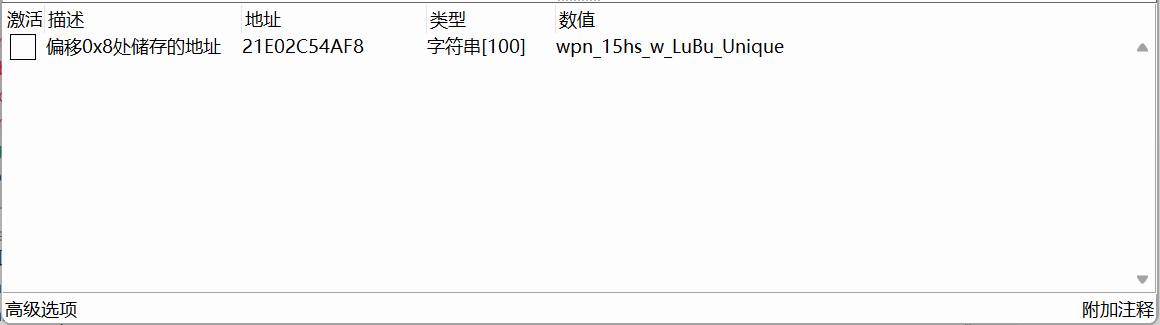 激活 描述 地址 类型 数值
偏移0x8处储存的地址 21E02C54AF8 字符串[100] wpn_15hs_w_LuBu_Unique
高级选项 附加注释